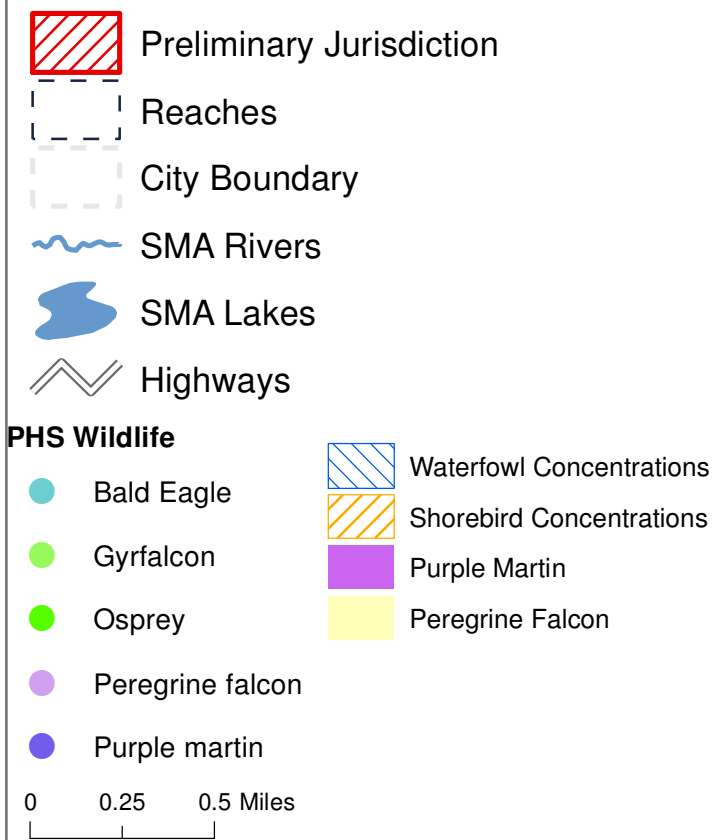 Preliminary Jurisdiction
Reaches
City Boundary
SMA Rivers
SMA Lakes
Highways
PHS Wildlife
Bald Eagle
Gyrfalcon
Osprey
Peregrine falcon
Purple martin
Waterfowl Concentrations
Shorebird Concentrations
Purple Martin
Peregrine Falcon
0 0.25 0.5 Miles